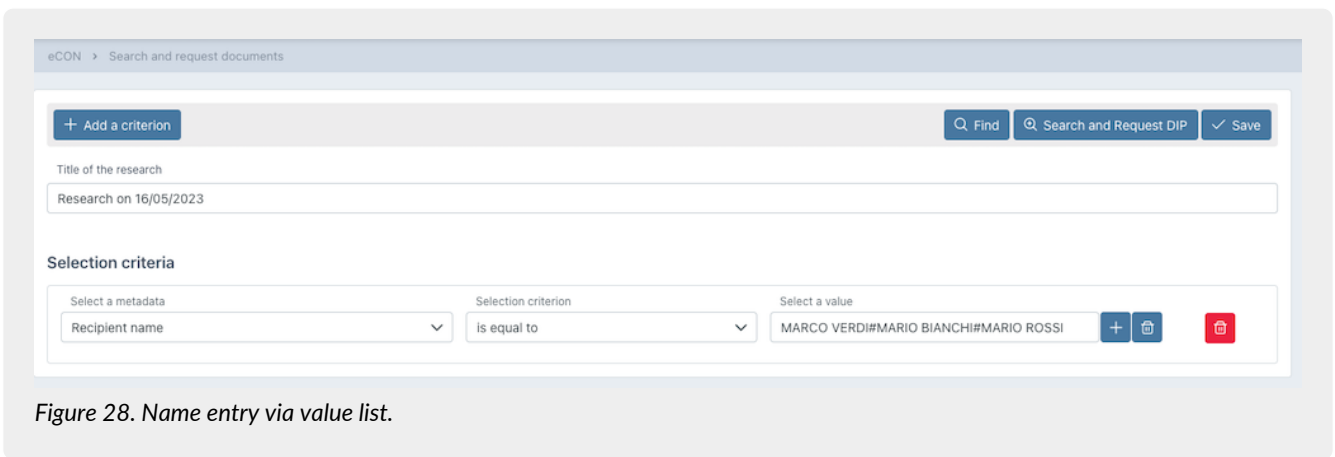 eCON > Search and request documents
+ Add a criterion
Find
Search and Request DIP
Save
Title of the research
Research on 16/05/2023
Selection criteria
Select a metadata
Selection criterion
Select a value
Recipient name
is equal to
MARCO VERDI#MARIO BIANCHI#MARIO ROSSI
Figure 28. Name entry via value list.